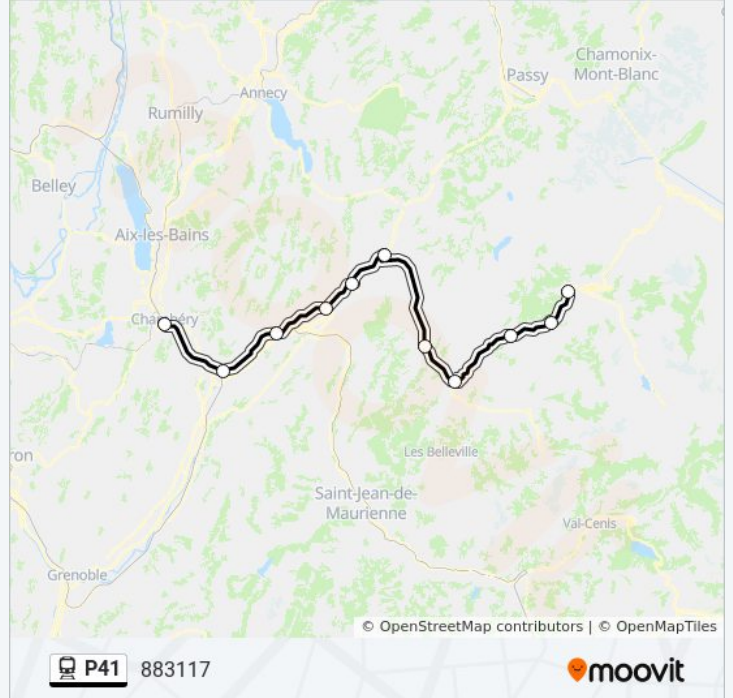 Chamonix-
Mont-Blanc
Passy
Annecy
Rumilly
Belley
Aix-les-Bains
Chambéry
Les Belleville
ron
Saint-Jean-de-
Maurienne
Val-Cenis
Grenoble
© OpenStreetMap contributors | © OpenMapTiles
P41 883117
moovit